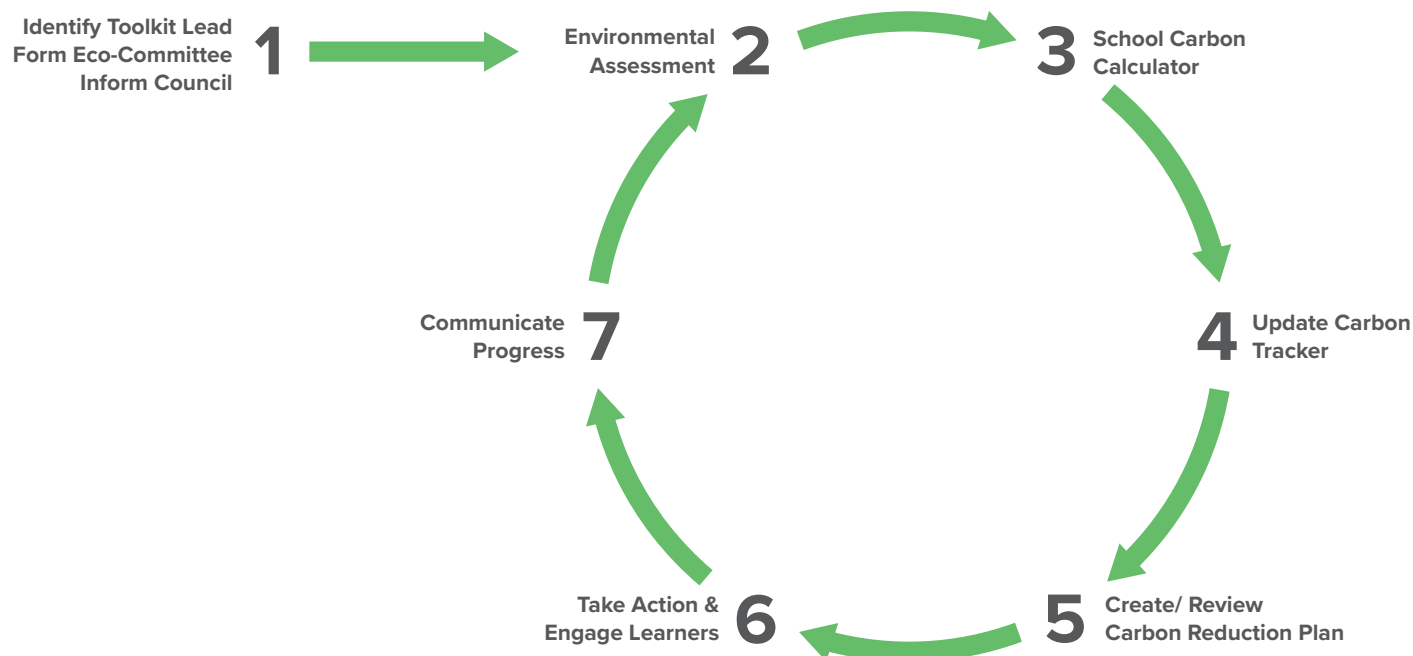 Identify Toolkit Lead
Form Eco-Committee
Inform Council
1
Environmental
Assessment
2
3
School Carbon
Calculator
4
Update Carbon
Tracker
5
Create/ Review
Carbon Reduction Plan
Take Action &
Engage Learners
6
Communicate
Progress
7